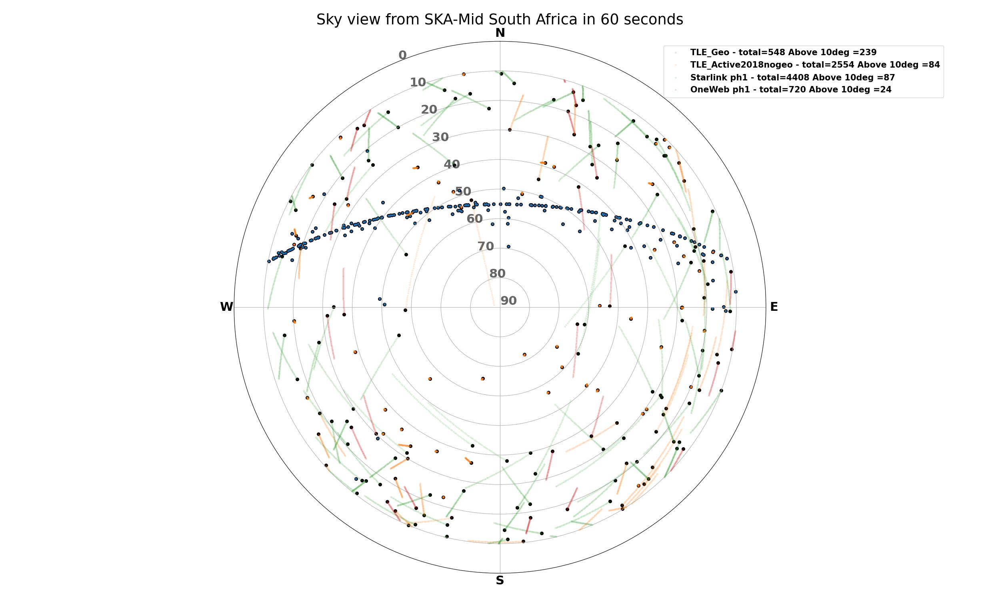 Sky view from SKA-Mid South Africa in 60 seconds
N
0
TLE_Geo - total=548 Above 10deg =239
TLE_Active2018nogeo - total=2554 Above 10deg =84
Starlink ph1 - total=4408 Above 10deg =87
OneWeb ph1 - total=720 Above 10deg =24
10
20
30
40
50
60
70
80
90
W
E
S